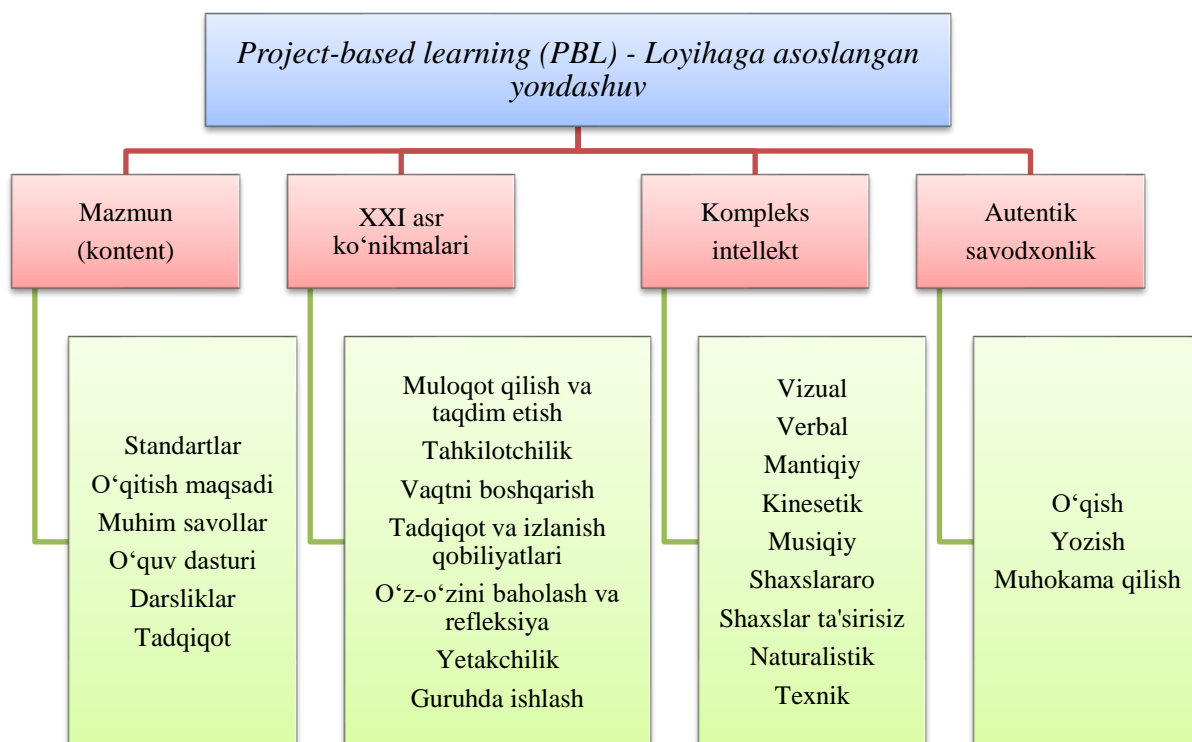 Project-based learning (PBL) - Loyihaga asoslangan
yondashuv
Mazmun
(kontent)
XXI asr
ko‘nikmalari
Kompleks
intellekt
Autentik
savodxonlik
Standartlar
O‘qitish maqsadi
Muhim savollar
O‘quv dasturi
Darsliklar
Tadqiqot
Muloqot qilish va
taqdim etish
Tahkilotchilik
Vaqtni boshqarish
Tadqiqot va izlanish
qobiliyatlari
O‘z-o‘zini baholash va
refleksiya
Yetakchilik
Guruhda ishlash
Vizual
Verbal
Mantiqiy
Kinesetik
Musiqiy
Shaxslararo
Shaxslar ta'sirisiz
Naturalistik
Texnik
O‘qish
Yozish
Muhokama qilish